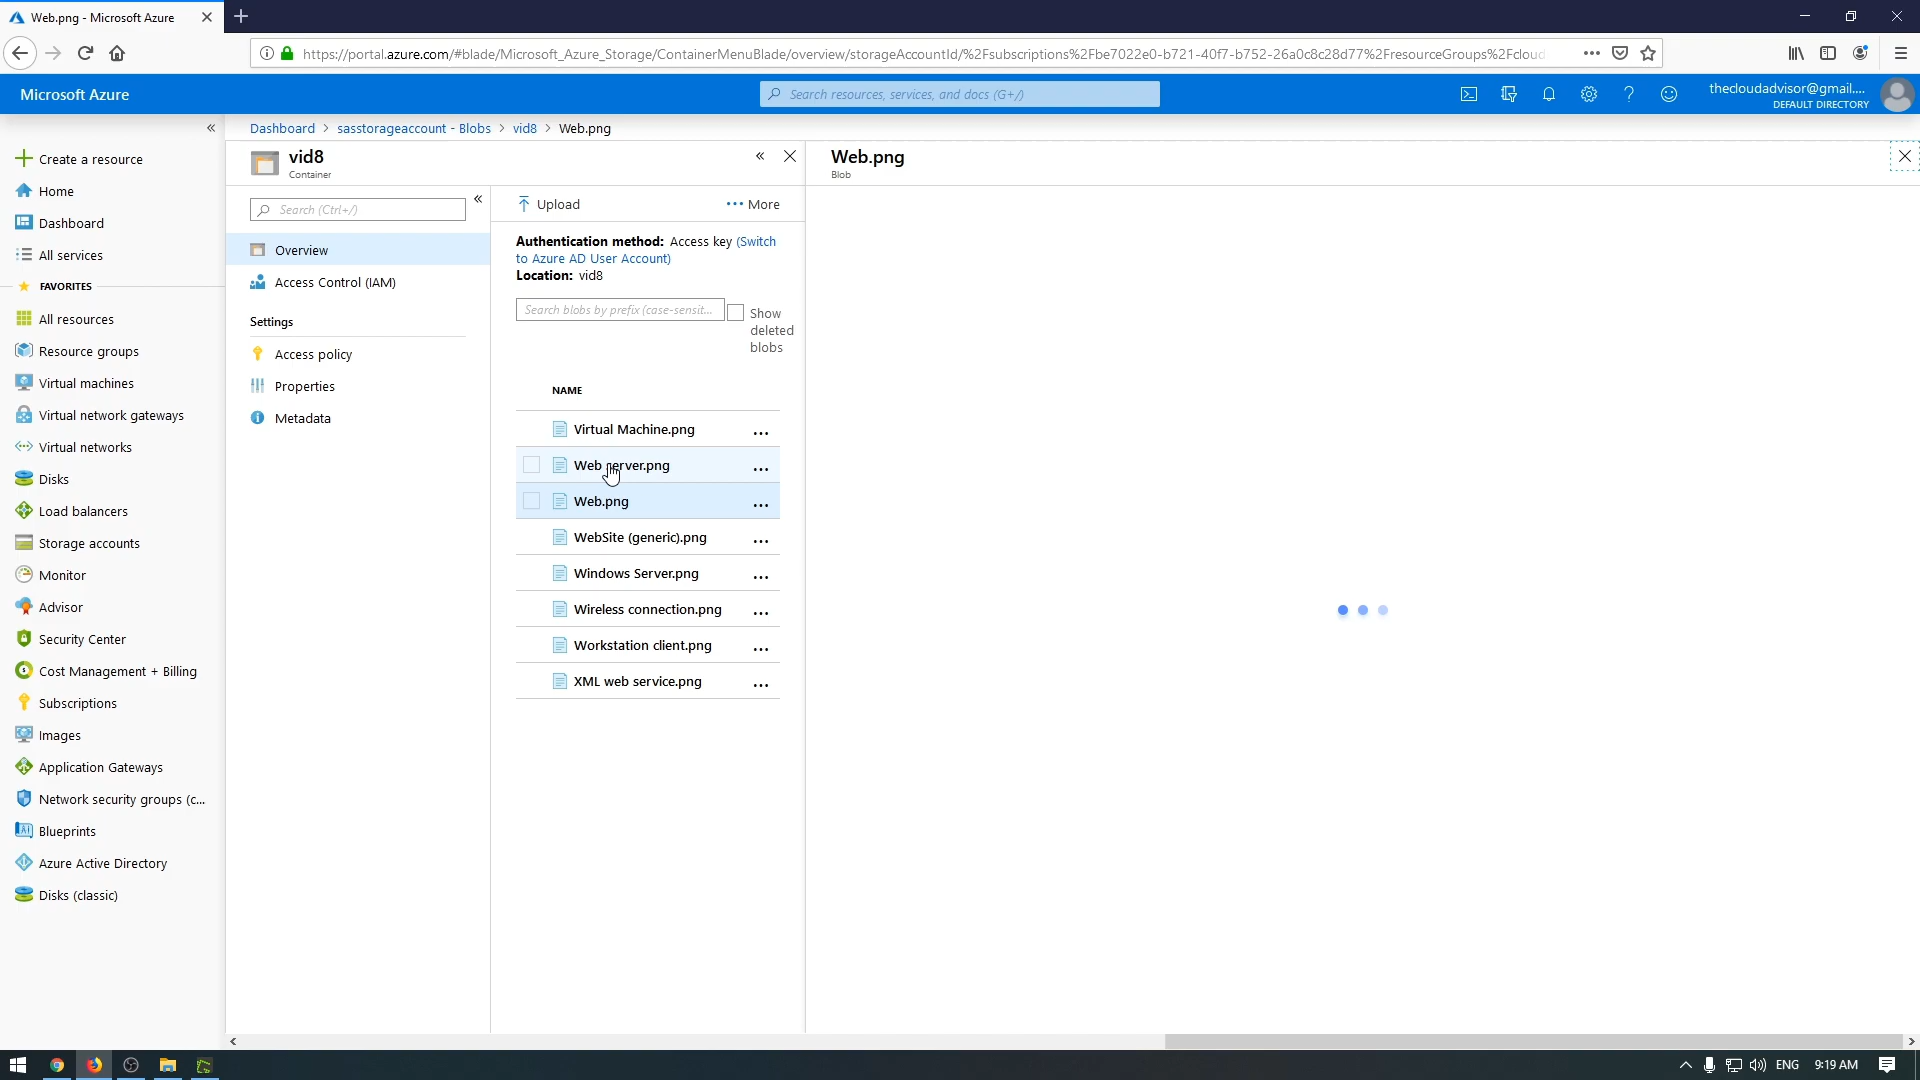 Web.png - Microsoft Azure
https://portal.azure.com/#blade/Microsoft_Azure_Storage/ContainerMenuBlade/overview/storageAccountId/%2Fsubscriptions%2Fbe7022e0-b721-40f7-b752-26a0c8c28d77%2FresourceGroups%2Fcloud
Microsoft Azure
Search resources, services, and docs (G+/)
thecloudadvisor@gmail....
DEFAULT DIRECTORY
Dashboard > sasstorageaccount - Blobs > vid8 > Web.png
Create a resource
Home
Dashboard
All services
FAVORITES
All resources
Resource groups
Virtual machines
Virtual network gateways
Virtual networks
Disks
Load balancers
Storage accounts
Monitor
Advisor
Security Center
Cost Management + Billing
Subscriptions
Images
Application Gateways
Network security groups (c...
Blueprints
Azure Active Directory
Disks (classic)
vid8
Container
Search (Ctrl+/)
Overview
Access Control (IAM)
Settings
Access policy
Properties
Metadata
Upload
More
Authentication method: Access key (Switch
to Azure AD User Account)
Location: vid8
Search blobs by prefix (case-sensit...
Show
deleted
blobs
NAME
Virtual Machine.png
Web server.png
Web.png
WebSite (generic).png
Windows Server.png
Wireless connection.png
Workstation client.png
XML web service.png
Web.png
Blob
ENG
9:19 AM